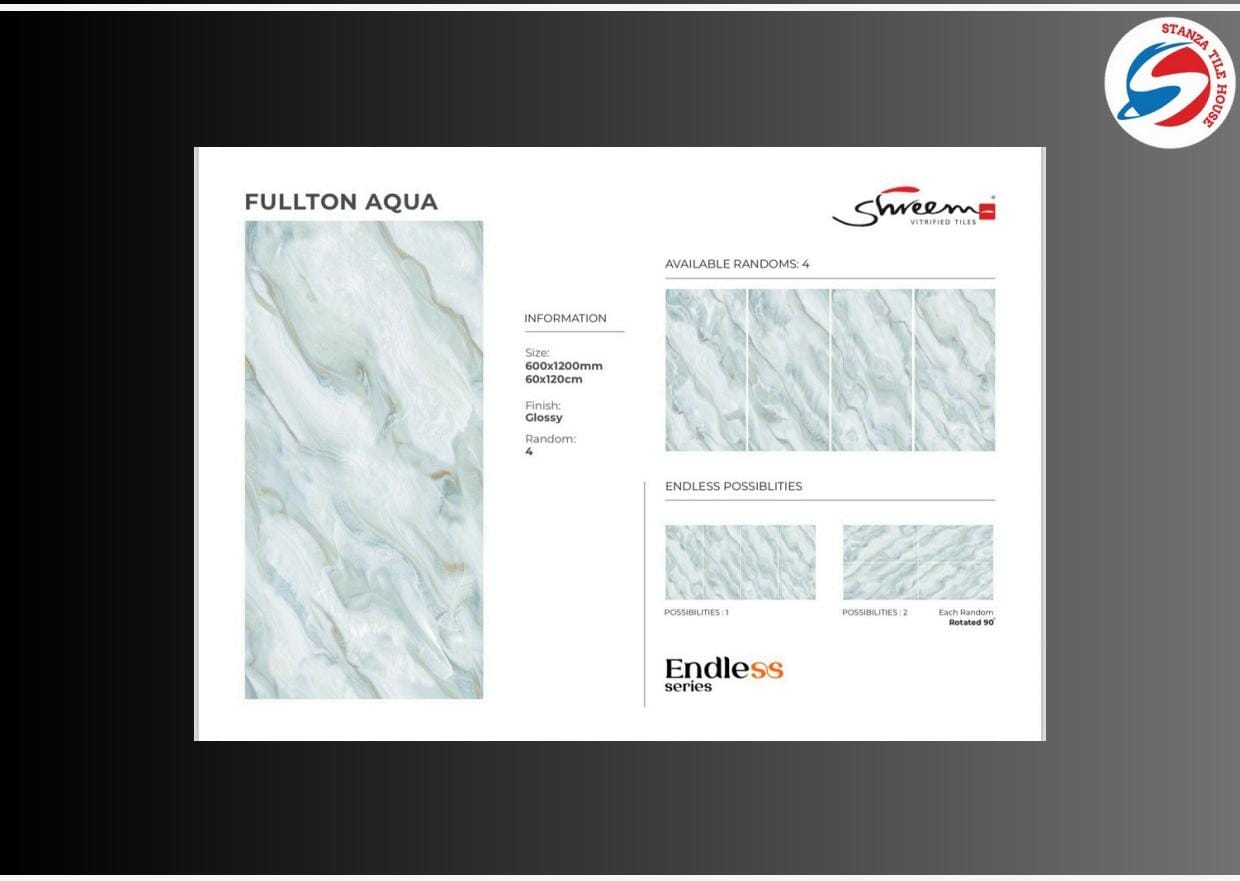 STANZA TILE HOUSE
FULLTON AQUA
Shreem
VITRIFIED TILES
INFORMATION
Size:
600x1200mm
60x120cm
Finish:
Glossy
Random:
4
AVAILABLE RANDOMS: 4
ENDLESS POSSIBLITIES
POSSIBILITIES : 1
POSSIBILITIES : 2
Each Random
Rotated 90°
Endless
series